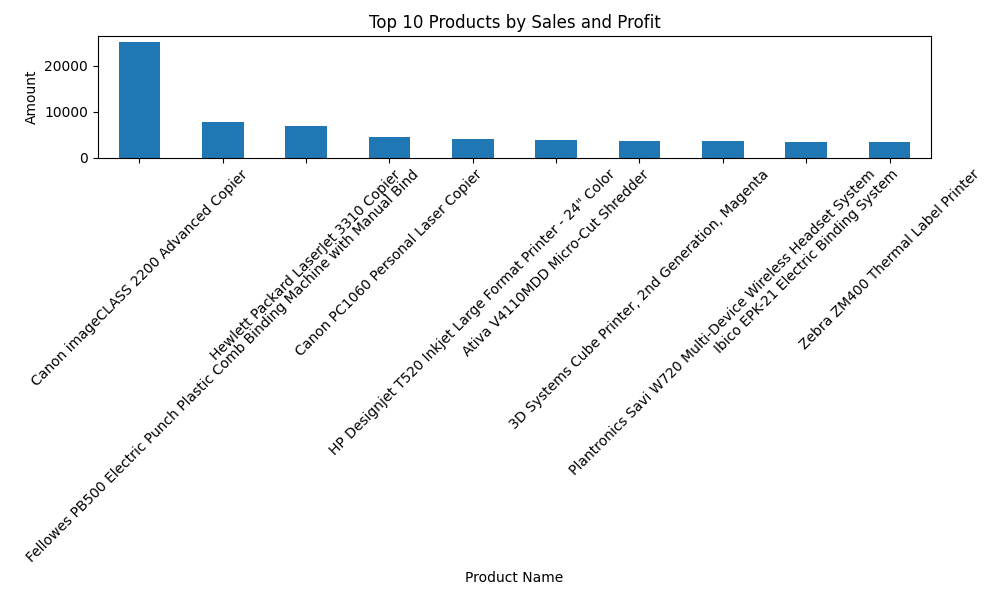 Top 10 Products by Sales and Profit
Amount
20000
10000
0
Canon imageCLASS 2200 Advanced Copier
Fellowes PB500 Electric Punch Plastic Comb Binding Machine with Manual Bind
Hewlett Packard LaserJet 3310 Copier
Canon PC1060 Personal Laser Copier
HP Designjet T520 Inkjet Large Format Printer - 24" Color
Ativa V4110MDD Micro-Cut Shredder
3D Systems Cube Printer, 2nd Generation, Magenta
Plantronics Savi W720 Multi-Device Wireless Headset System
Ibico EPK-21 Electric Binding System
Zebra ZM400 Thermal Label Printer
Product Name